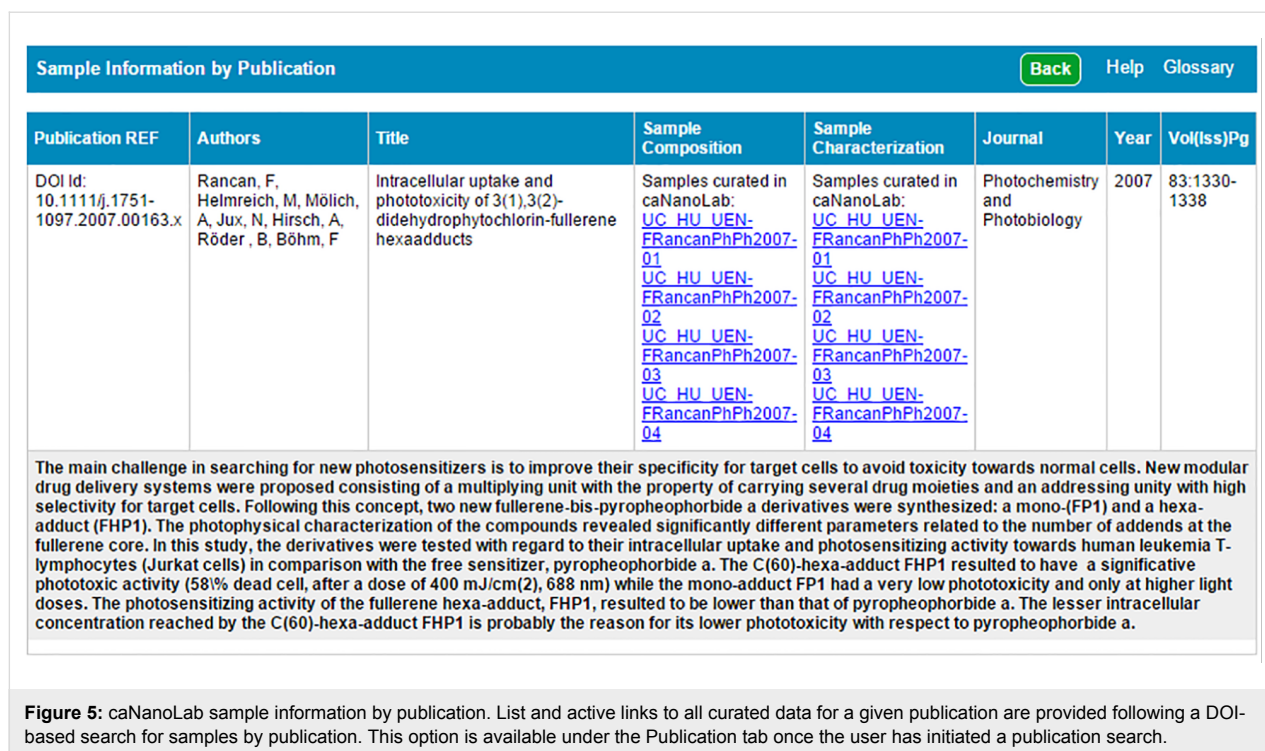 Sample Information by Publication
Back
Help
Glossary
Publication REF
Authors
Title
Sample
Composition
Sample
Characterization
Journal
Year
Vol(Iss)Pg
DOI Id:
10.1111/j.1751-
1097.2007.00163.x
Rancan, F,
Helmreich, M, Mölich,
A, Jux, N, Hirsch, A,
Röder , B, Böhm, F
Intracellular uptake and
phototoxicity of 3(1),3(2)-
didehydrophytochlorin-fullerene
hexaadducts
Samples curated in
caNanoLab:
UC_HU_UEN-
FRancanPhPh2007-
01
UC_HU_UEN-
FRancanPhPh2007-
02
UC_HU_UEN-
FRancanPhPh2007-
03
UC_HU_UEN-
FRancanPhPh2007-
04
Samples curated in
caNanoLab:
UC_HU_UEN-
FRancanPhPh2007-
01
UC_HU_UEN-
FRancanPhPh2007-
02
UC_HU_UEN-
FRancanPhPh2007-
03
UC_HU_UEN-
FRancanPhPh2007-
04
Photochemistry
and
Photobiology
2007
83:1330-
1338
The main challenge in searching for new photosensitizers is to improve their specificity for target cells to avoid toxicity towards normal cells. New modular
drug delivery systems were proposed consisting of a multiplying unit with the property of carrying several drug moieties and an addressing unity with high
selectivity for target cells. Following this concept, two new fullerene-bis-pyropheophorbide a derivatives were synthesized: a mono-(FP1) and a hexa-
adduct (FHP1). The photophysical characterization of the compounds revealed significantly different parameters related to the number of addends at the
fullerene core. In this study, the derivatives were tested with regard to their intracellular uptake and photosensitizing activity towards human leukemia T-
lymphocytes (Jurkat cells) in comparison with the free sensitizer, pyropheophorbide a. The C(60)-hexa-adduct FHP1 resulted to have a significative
phototoxic activity (58\% dead cell, after a dose of 400 mJ/cm(2), 688 nm) while the mono-adduct FP1 had a very low phototoxicity and only at higher light
doses. The photosensitizing activity of the fullerene hexa-adduct, FHP1, resulted to be lower than that of pyropheophorbide a. The lesser intracellular
concentration reached by the C(60)-hexa-adduct FHP1 is probably the reason for its lower phototoxicity with respect to pyropheophorbide a.
Figure 5: caNanoLab sample information by publication. List and active links to all curated data for a given publication are provided following a DOI-
based search for samples by publication. This option is available under the Publication tab once the user has initiated a publication search.